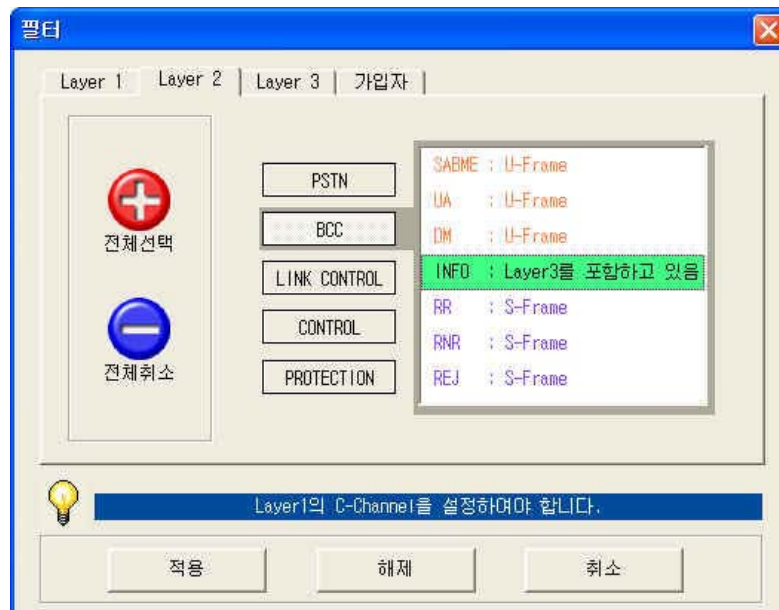 필터
Layer 1 Layer 2 Layer 3 가입자
전체선택
전체취소
PSTN
BCC
LINK CONTROL
CONTROL
PROTECTION
SABME : U-Frame
UA : U-Frame
DM : U-Frame
INFO : Layer3를 포함하고 있음
RR : S-Frame
RNR : S-Frame
REJ : S-Frame
Layer1의 C-Channel을 설정하여야 합니다.
적용 해제 취소